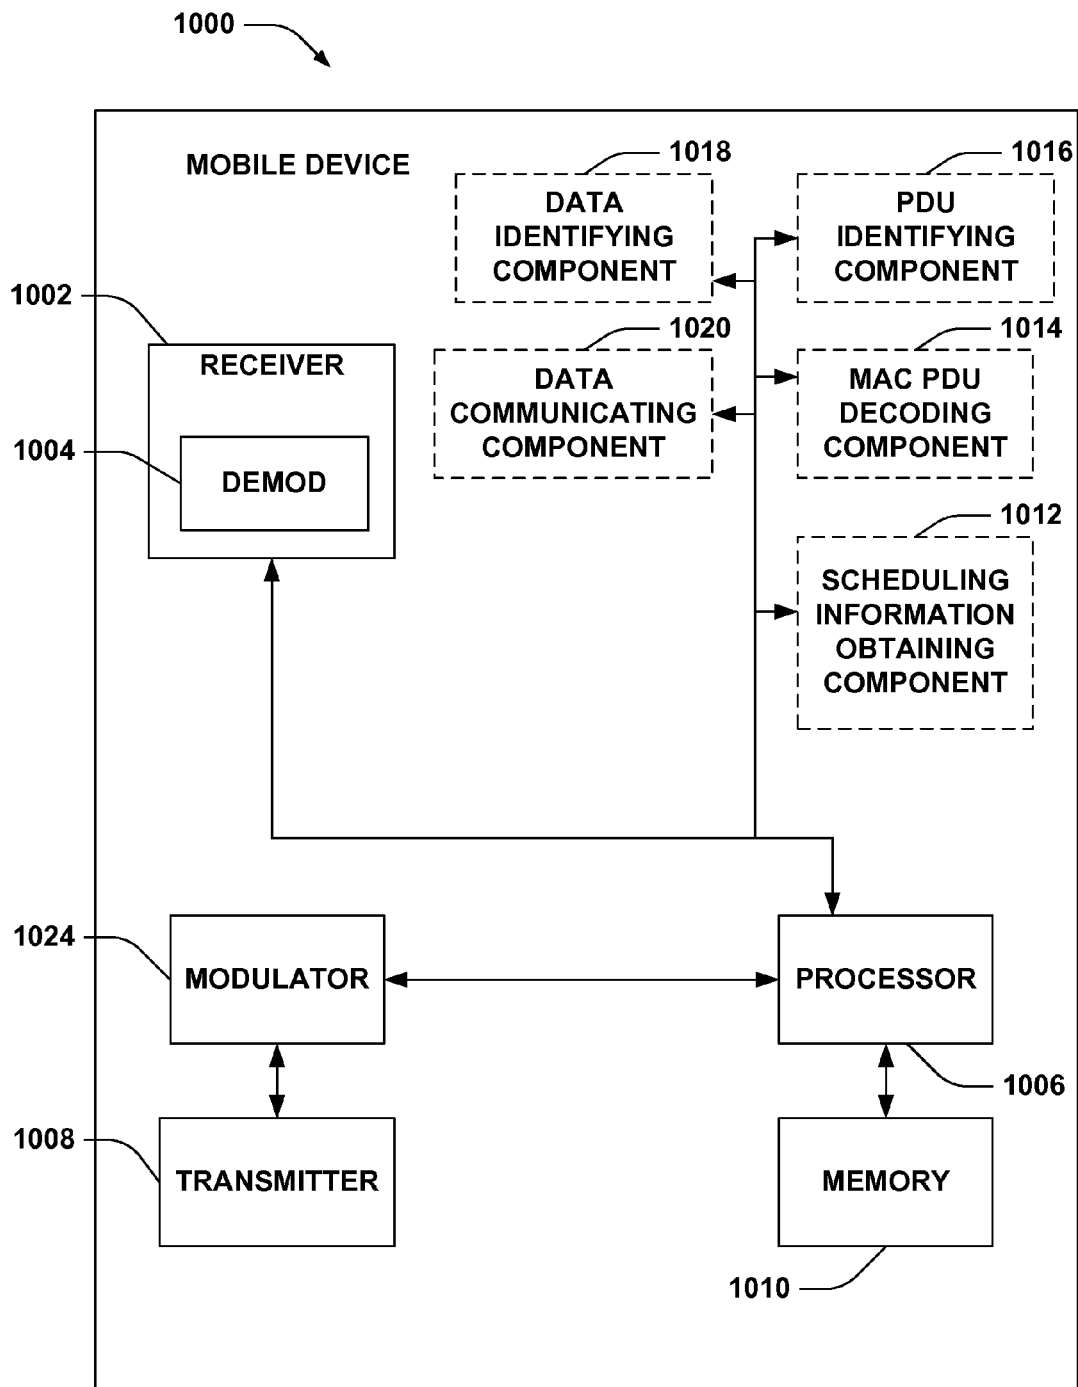 1000
MOBILE DEVICE
1018
DATA
IDENTIFYING
COMPONENT
1016
PDU
IDENTIFYING
COMPONENT
1002
RECEIVER
1004
DEMOD
1020
DATA
COMMUNICATING
COMPONENT
1014
MAC PDU
DECODING
COMPONENT
1012
SCHEDULING
INFORMATION
OBTAINING
COMPONENT
1024
MODULATOR
PROCESSOR
1006
1008
TRANSMITTER
MEMORY
1010